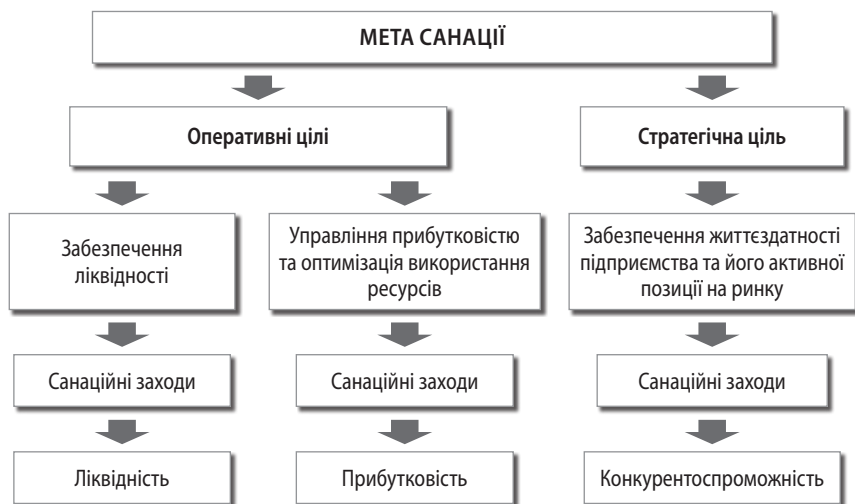 МЕТА САНАЦІЇ
Оперативні цілі
Стратегічна ціль
Забезпечення
ліквідності
Управління прибутковістю
та оптимізація використання
ресурсів
Забезпечення життєздатності
підприємства та його активної
позиції на ринку
Санаційні заходи
Санаційні заходи
Санаційні заходи
Ліквідність
Прибутковість
Конкурентоспроможність